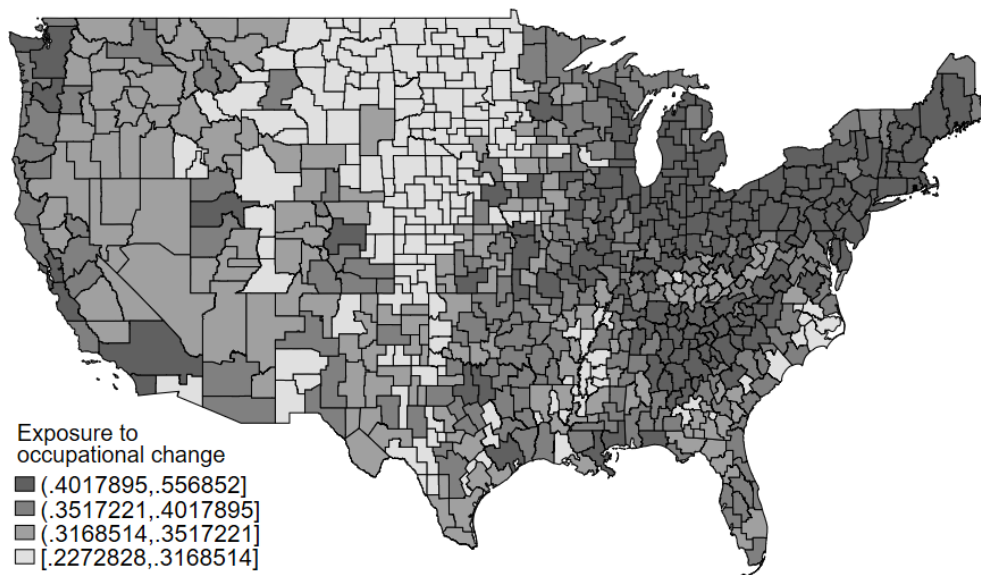 Exposure to
occupational change
(.4017895,.556852]
(.3517221,.4017895]
(.3168514,.3517221]
[.2272828,.3168514]